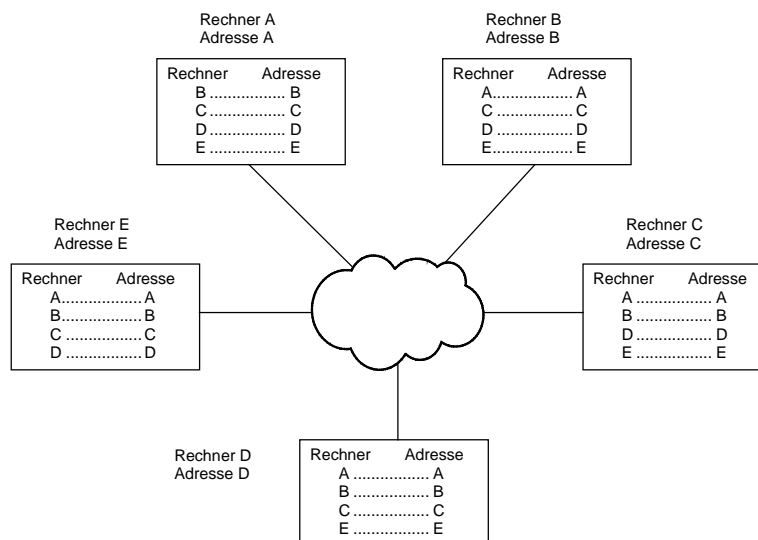 Rechner A
Adresse A
Rechner Adresse
B ................. B
C ................. C
D ................. D
E ................. E
Rechner B
Adresse B
Rechner Adresse
A................... A
C ................. C
D ................. D
E................... E
Rechner E
Adresse E
Rechner Adresse
A..................A
B..................B
C ................. C
D ................. D
Rechner C
Adresse C
Rechner Adresse
A ................. A
B ................. B
D ................. D
E ................. E
Rechner D
Adresse D
Rechner Adresse
A ................. A
B ................. B
C ................. C
E ................. E